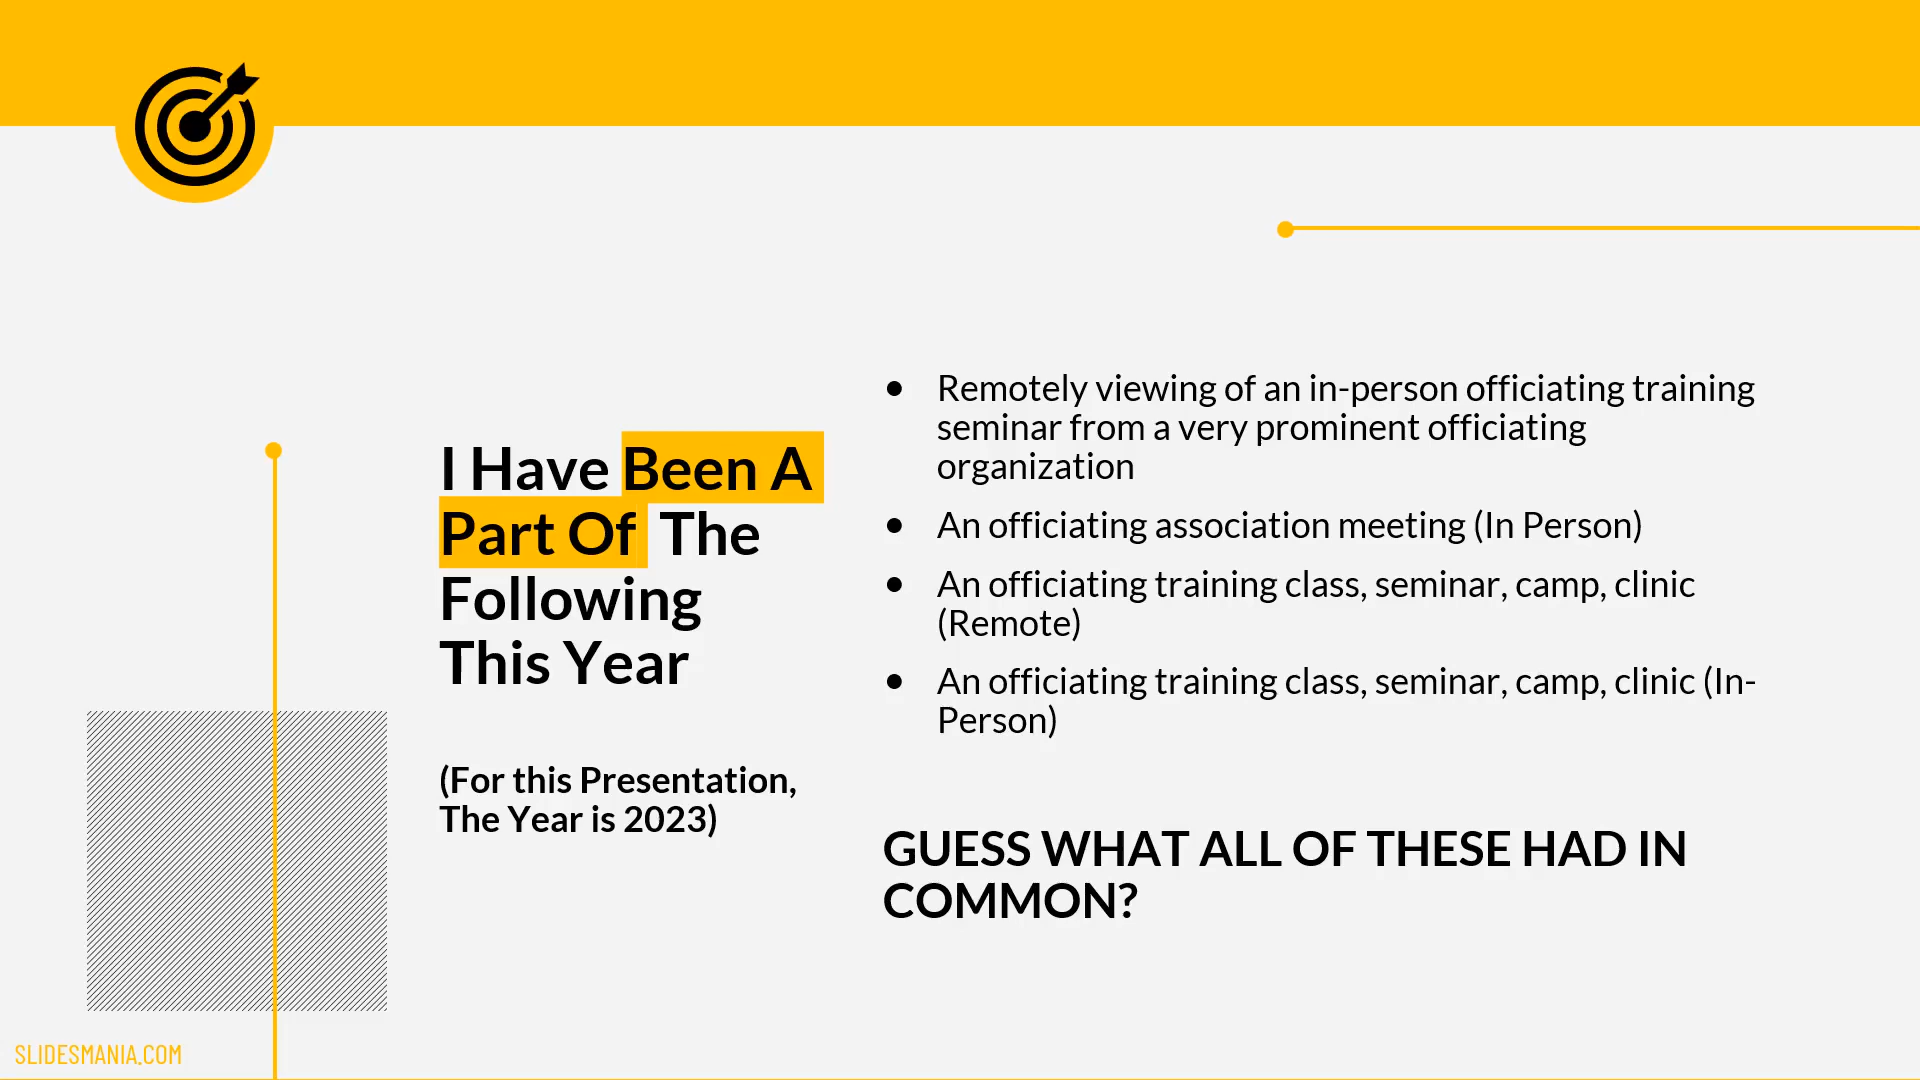 I Have Been A
Part Of The
Following
This Year
(For this Presentation,
The Year is 2023)
● Remotely viewing of an in-person officiating training
seminar from a very prominent officiating
organization
● An officiating association meeting (In Person)
● An officiating training class, seminar, camp, clinic
(Remote)
● An officiating training class, seminar, camp, clinic (In-
Person)
GUESS WHAT ALL OF THESE HAD IN
COMMON?
SLIDESMANIA.COM